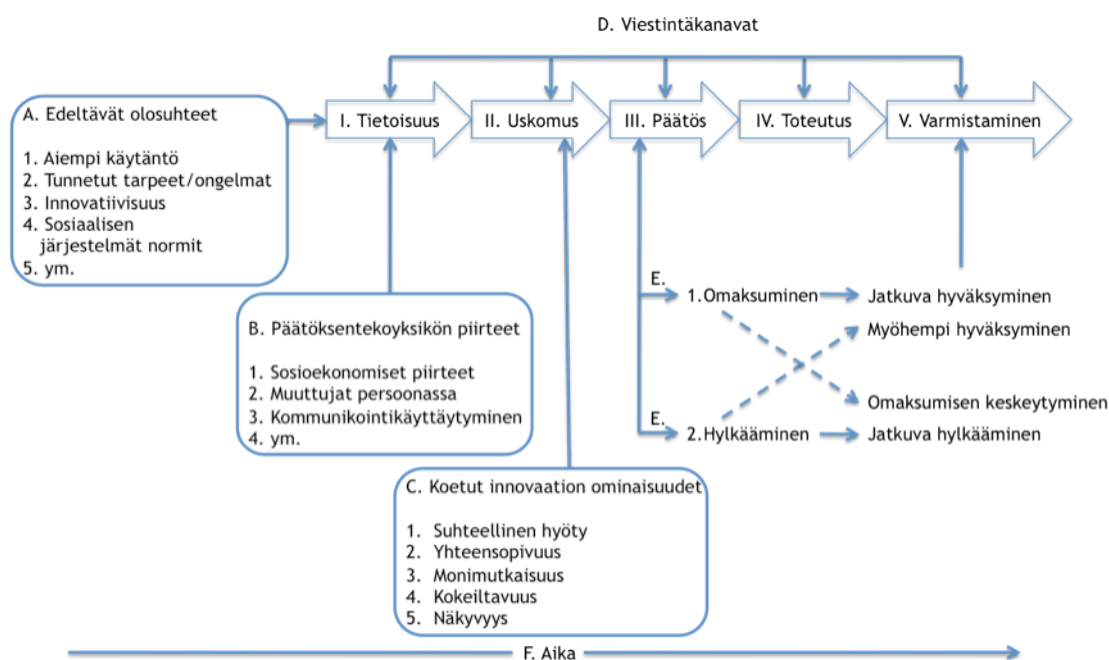 D. Viestintäkanavat
A. Edeltävät olosuhteet
1. Aiempi käytäntö
2. Tunnetut tarpeet/ongelmat
3. Innovatiivisuus
4. Sosiaalisen
järjestelmät normit
5. ym.
I. Tietoisuus
II. Uskomus
III. Päätös
IV. Toteutus
V. Varmistaminen
B. Päätöksentekoyksikön piirteet
1. Sosioekonomiset piirteet
2. Muuttujat persoonassa
3. Kommunikointikäyttäytyminen
4. ym.
E.
1.Omaksuminen
Jatkuva hyväksyminen
Myöhempi hyväksyminen
Omaksumisen keskeytyminen
E.
2.Hylkääminen
Jatkuva hylkääminen
C. Koetut innovaation ominaisuudet
1. Suhteellinen hyöty
2. Yhteensopivuus
3. Monimutkaisuus
4. Kokeiltavuus
5. Näkyvyys
F. Aika